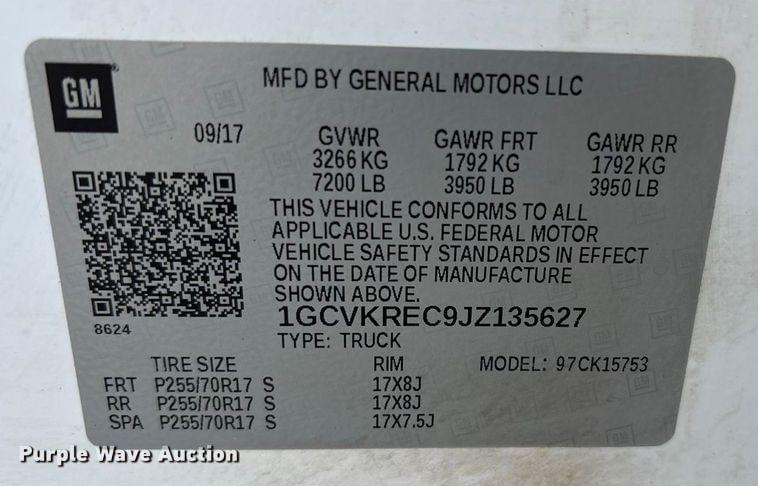 GM
MFD BY GENERAL MOTORS LLC
09/17
GVWR GAWR FRT GAWR RR
3266 KG 1792 KG 1792 KG
7200 LB 3950 LB 3950 LB
THIS VEHICLE CONFORMS TO ALL
APPLICABLE U.S. FEDERAL MOTOR
VEHICLE SAFETY STANDARDS IN EFFECT
ON THE DATE OF MANUFACTURE
SHOWN ABOVE.
8624
1GCVKREC9JZ135627
TYPE: TRUCK
TIRE SIZE RIM MODEL: 97CK15753
FRT P255/70R17 S 17X8J
RR P255/70R17 S 17X8J
SPA P255/70R17 S 17X7.5J
Purple Wave Auction